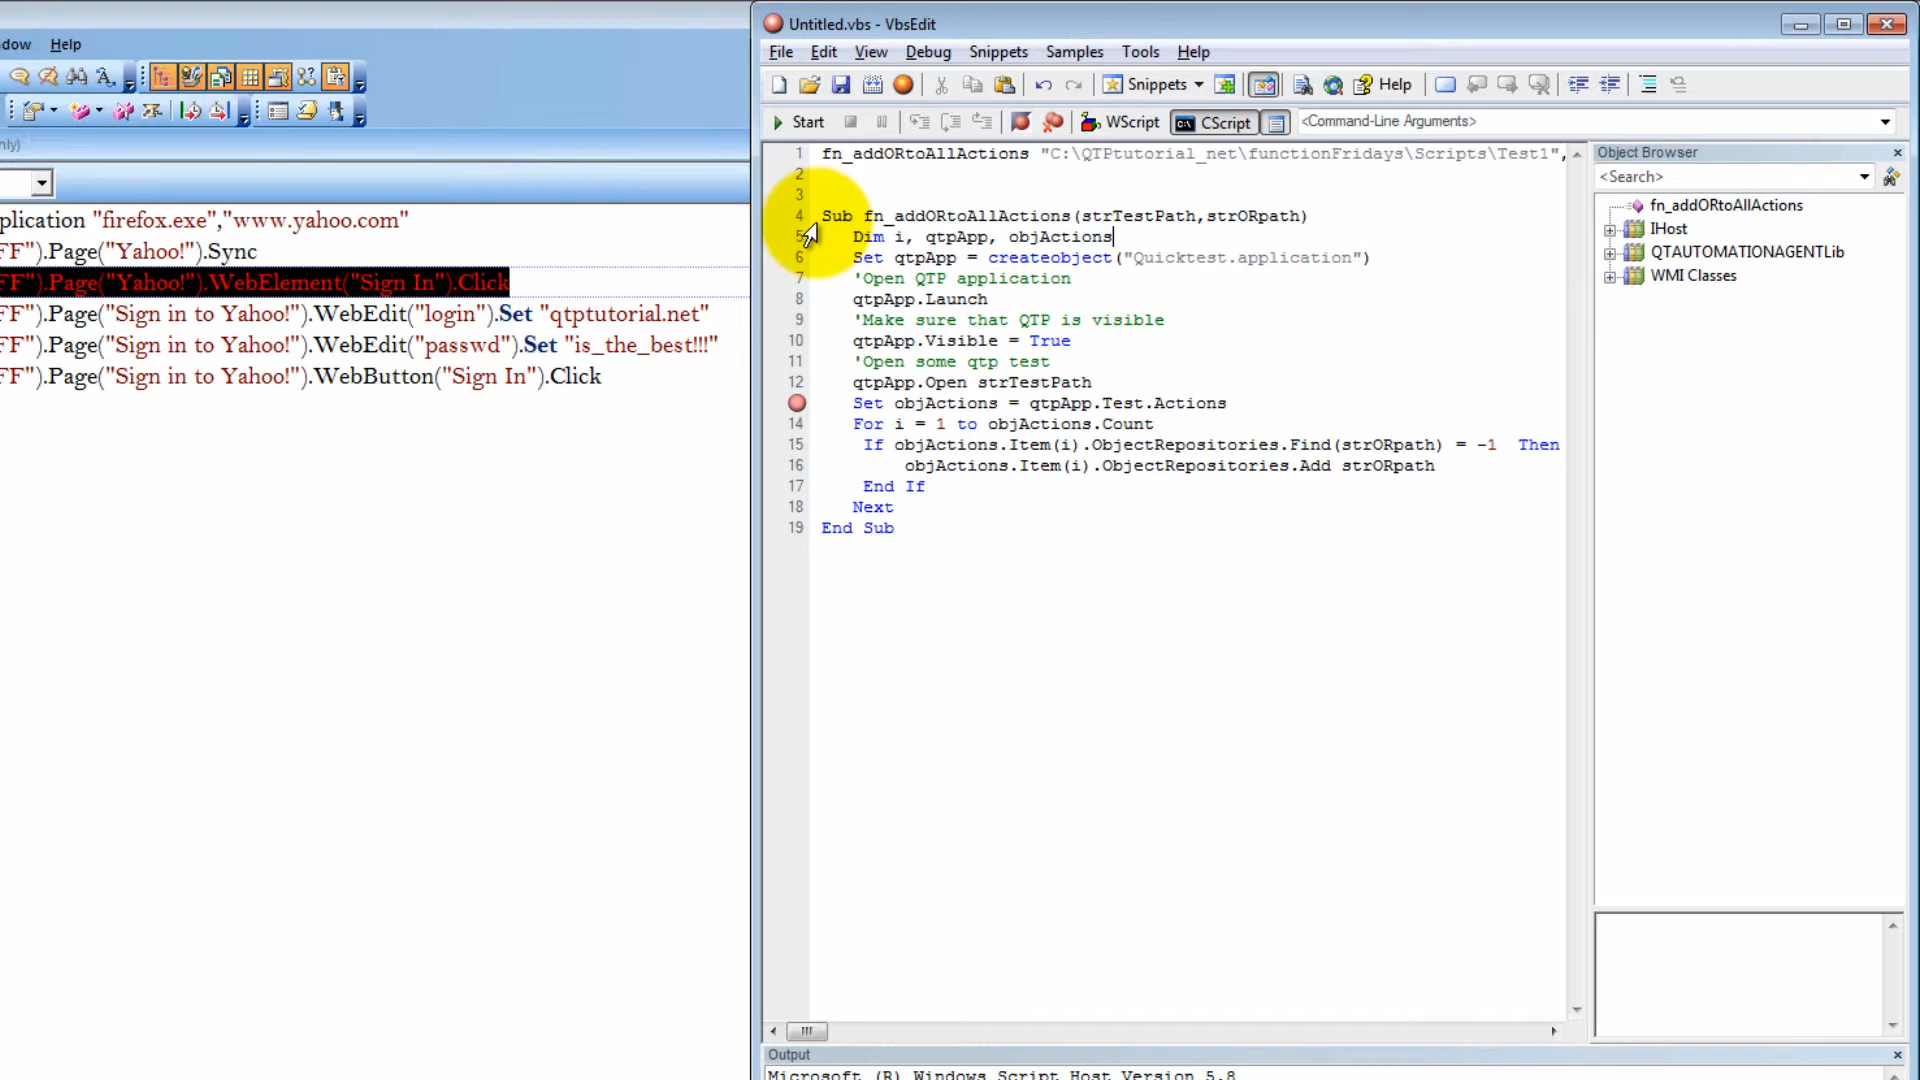 dow Help
nly)
plication "firefox.exe","www.yahoo.com"
FF").Page("Yahoo!").Sync
FF").Page("Yahoo!").WebElement("Sign In").Click
FF").Page("Sign in to Yahoo!").WebEdit("login").Set "qtptutorial.net"
FF").Page("Sign in to Yahoo!").WebEdit("passwd").Set "is_the_best!!!"
FF").Page("Sign in to Yahoo!").WebButton("Sign In").Click
Untitled.vbs - VbsEdit
File Edit View Debug Snippets Samples Tools Help
Snippets Help
Start WScript CScript <Command-Line Arguments>
1 fn_addORtoAllActions "C:\QTPtutorial_net\functionFridays\Scripts\Test1",
2
3
4 Sub fn_addORtoAllActions(strTestPath,strORpath)
5 Dim i, qtpApp, objActions
6 Set qtpApp = createobject("Quicktest.application")
7 'Open QTP application
8 qtpApp.Launch
9 'Make sure that QTP is visible
10 qtpApp.Visible = True
11 'Open some qtp test
12 qtpApp.Open strTestPath
Set objActions = qtpApp.Test.Actions
14 For i = 1 to objActions.Count
15 If objActions.Item(i).ObjectRepositories.Find(strORpath) = -1 Then
16 objActions.Item(i).ObjectRepositories.Add strORpath
17 End If
18 Next
19 End Sub
Object Browser
<Search>
fn_addORtoAllActions
IHost
QTAUTOMATIONAGENTLib
WMI Classes
Output
Microsoft (R) Windows Script Host Version 5.8